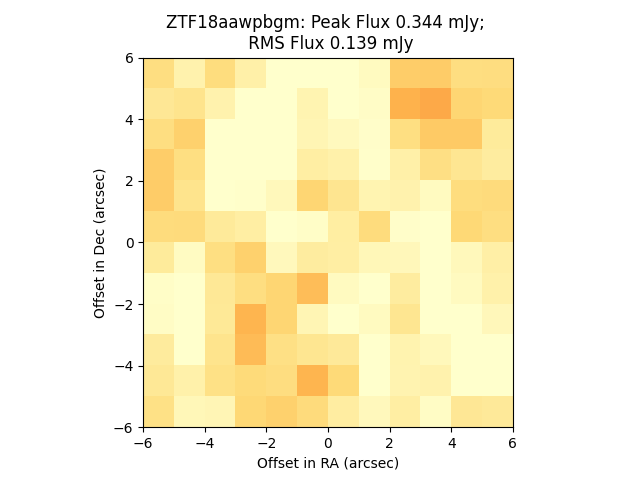 ZTF18aawpbgm: Peak Flux 0.344 mJy;
RMS Flux 0.139 mJy
6
4
2
0
−2
−4
−6
Offset in Dec (arcsec)
−6 −4 −2 0 2 4 6
Offset in RA (arcsec)